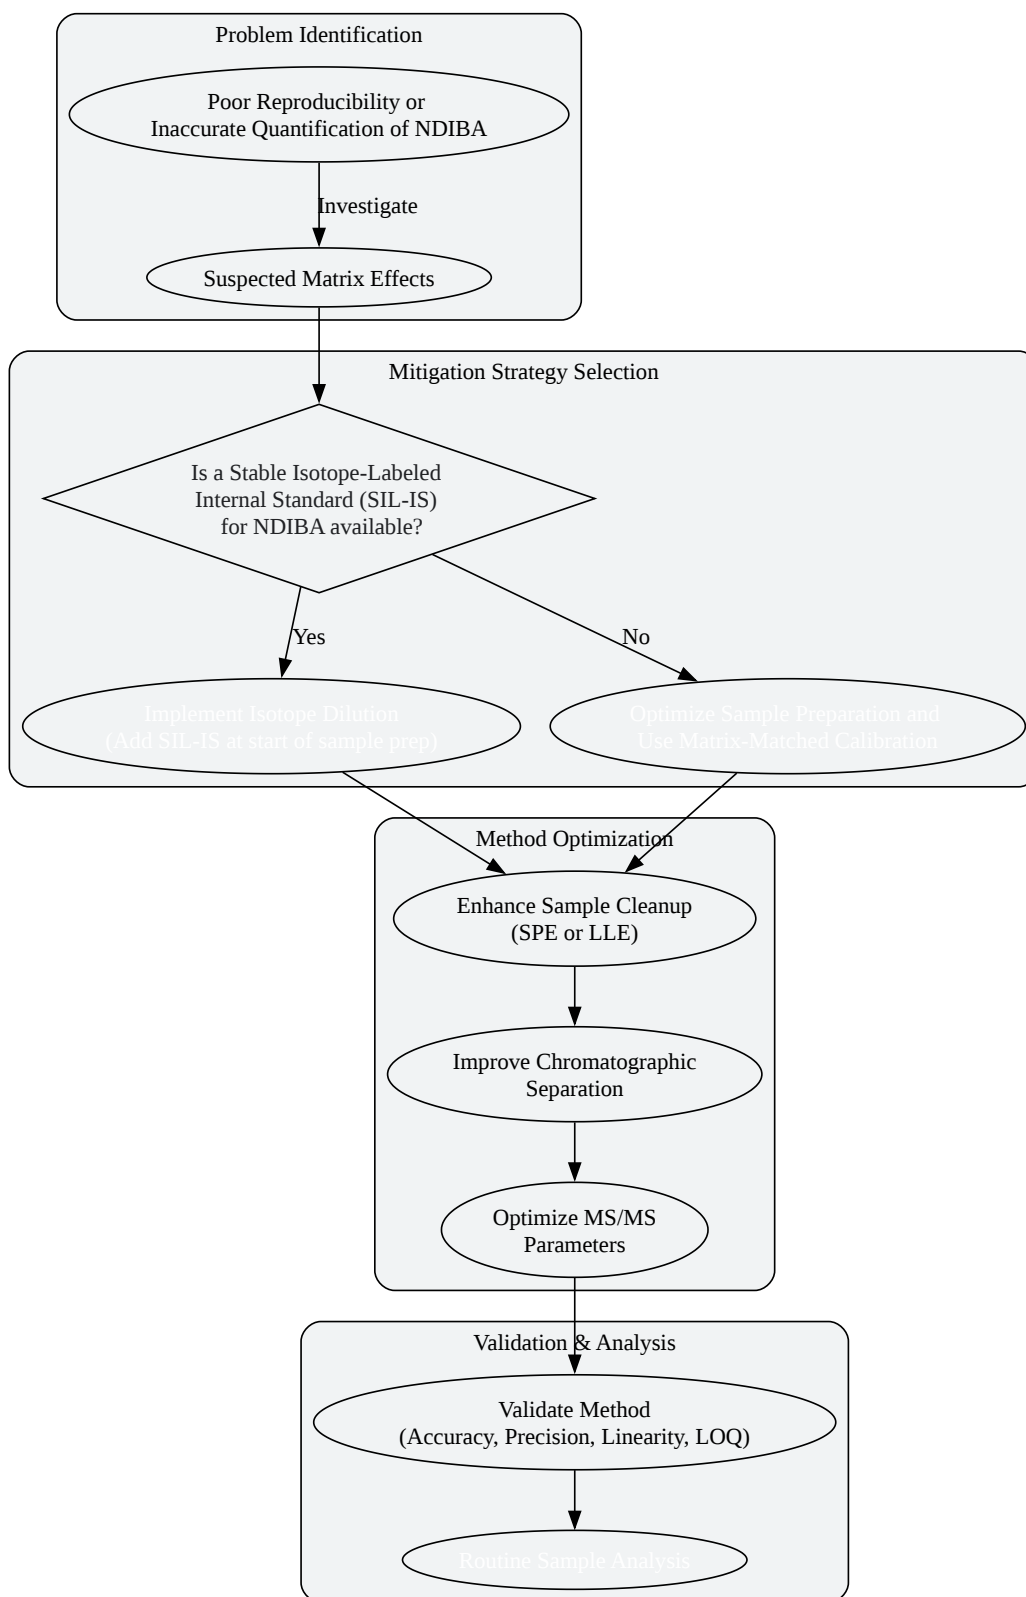 Problem Identification
Poor Reproducibility or
Inaccurate Quantification of NDIBA
Investigate
Suspected Matrix Effects
Mitigation Strategy Selection
Is a Stable Isotope-Labeled
Internal Standard (SIL-IS)
for NDIBA available?
Yes
No
Implement Isotope Dilution
(Add SIL-IS at start of sample prep)
Optimize Sample Preparation and
Use Matrix-Matched Calibration
Method Optimization
Enhance Sample Cleanup
(SPE or LLE)
Improve Chromatographic
Separation
Optimize MS/MS
Parameters
Validation & Analysis
Validate Method
(Accuracy, Precision, Linearity, LOQ)
Routine Sample Analysis